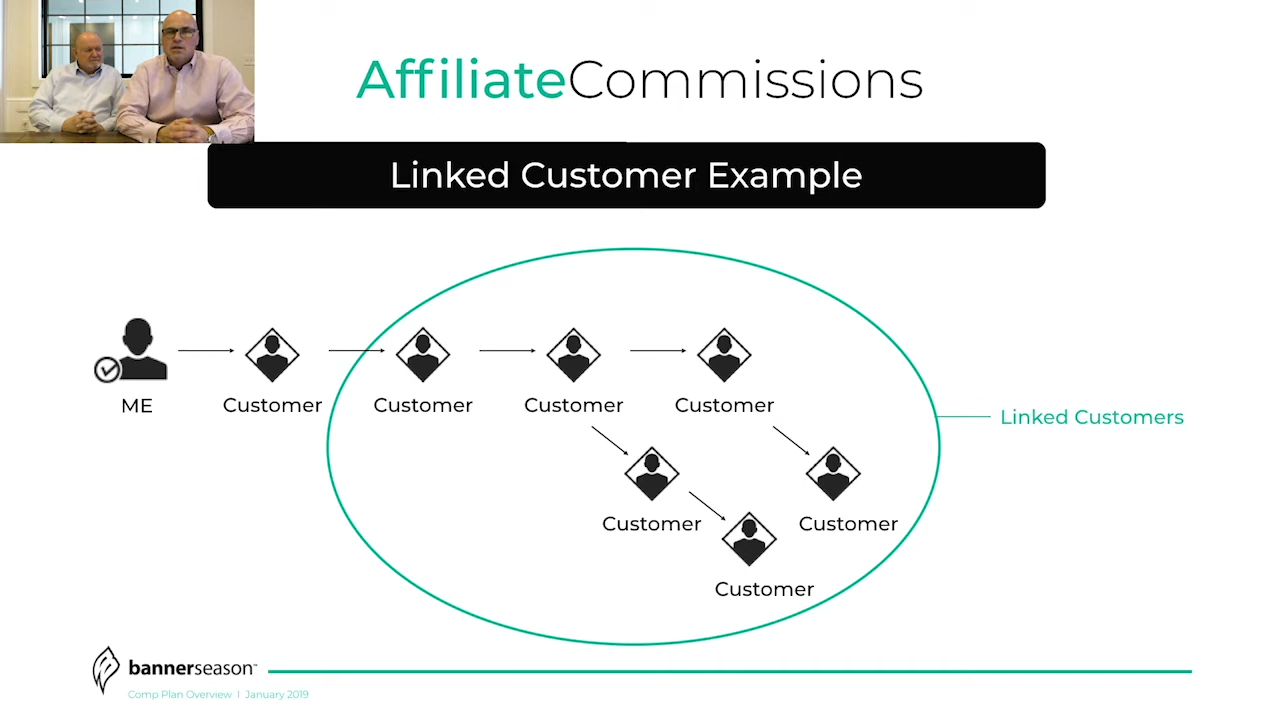 AffiliateCommissions
Linked Customer Example
ME
Customer
Customer
Customer
Customer
Linked Customers
Customer
Customer
Customer
bannerseason™
Comp Plan Overview | January 2019